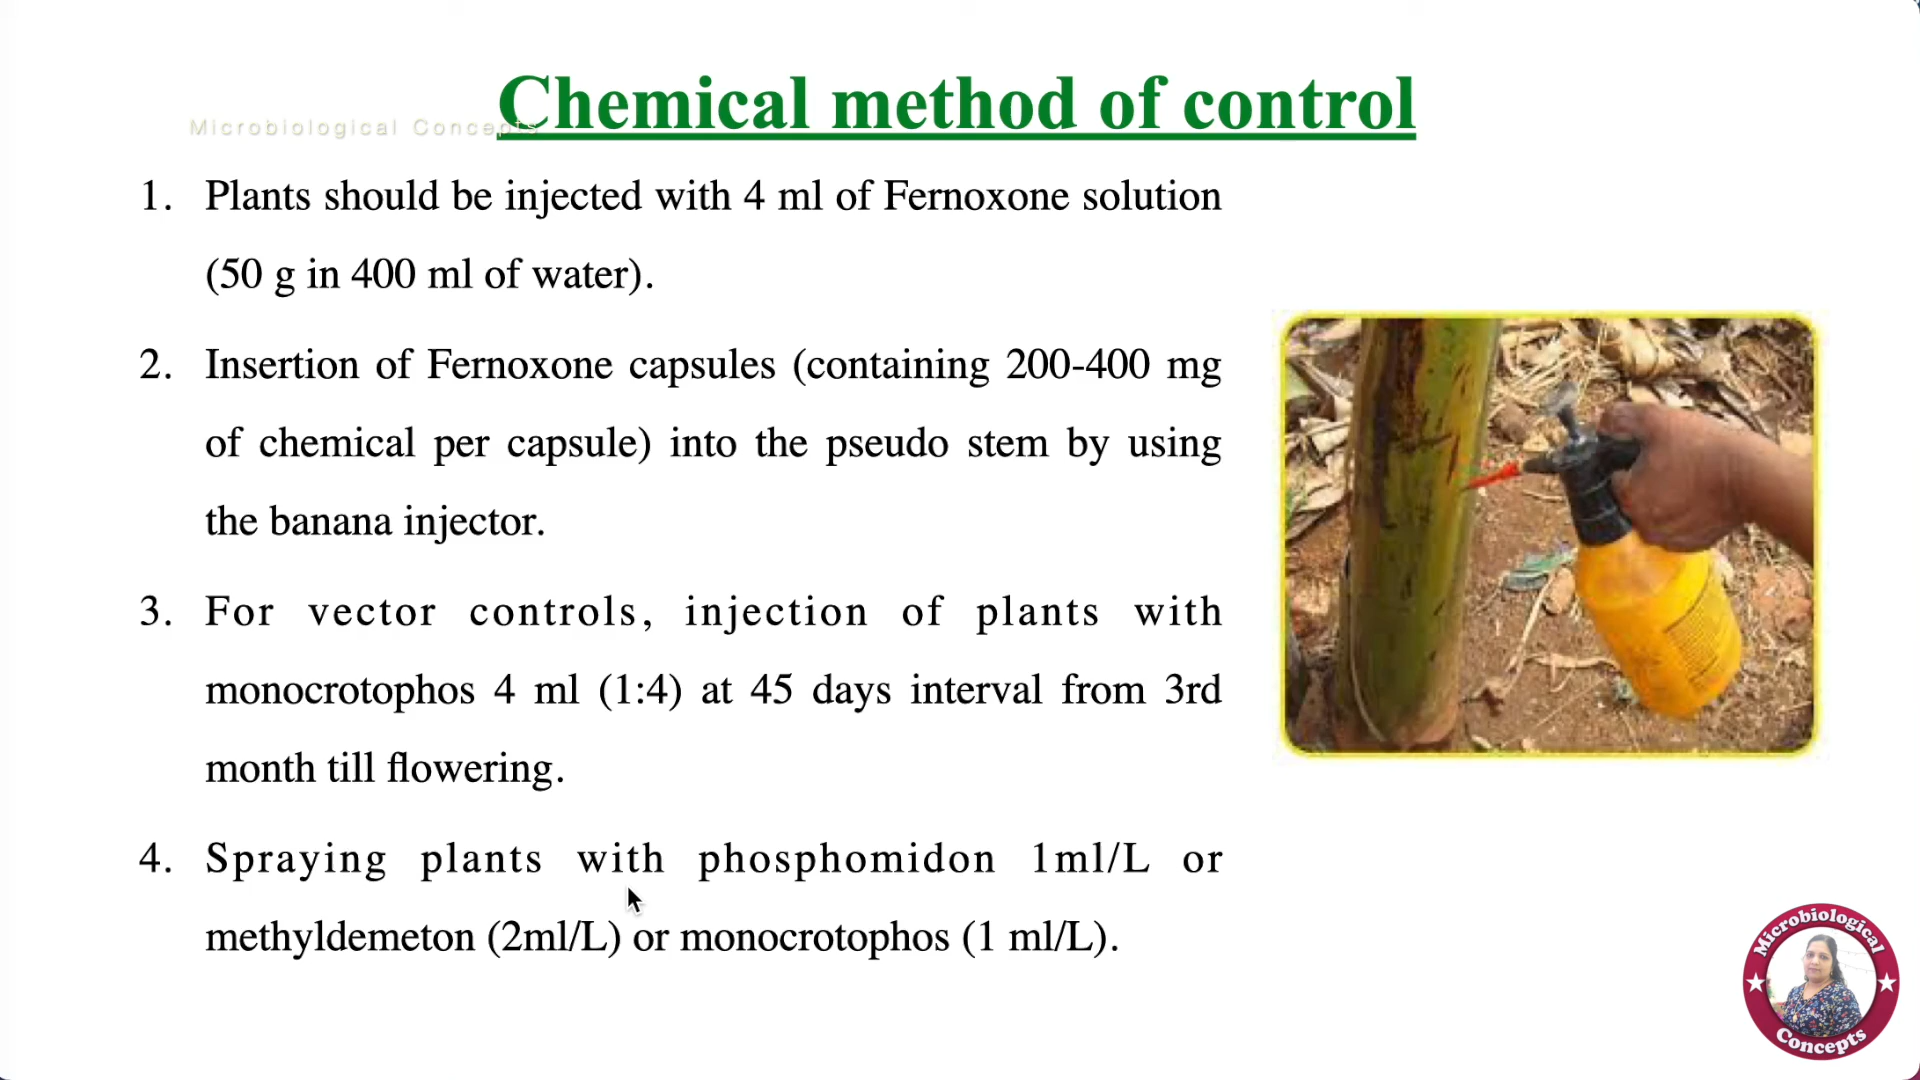 Chemical method of control
Microbiological Concepts
1. Plants should be injected with 4 ml of Fernoxone solution
(50 g in 400 ml of water).
2. Insertion of Fernoxone capsules (containing 200-400 mg
of chemical per capsule) into the pseudo stem by using
the banana injector.
3. For vector controls, injection of plants with
monocrotophos 4 ml (1:4) at 45 days interval from 3rd
month till flowering.
4. Spraying plants with phosphomidon 1ml/L or
methyldemeton (2ml/L) or monocrotophos (1 ml/L).
Microbiological
Concepts